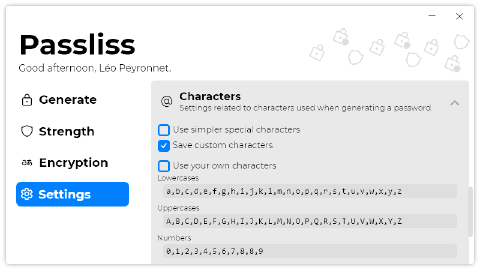 Passliss
Good afternoon, Léo Peyronnet.
Generate
Strength
Encryption
Settings
Characters
Settings related to characters used when generating a password.
Use simpler special characters
Save custom characters
Use your own characters
Lowercases
a,b,c,d,e,f,g,h,i,j,k,l,m,n,o,p,q,r,s,t,u,v,w,x,y,z
Uppercases
A,B,C,D,E,F,G,H,I,J,K,L,M,N,O,P,Q,R,S,T,U,V,W,X,Y,Z
Numbers
0,1,2,3,4,5,6,7,8,8,9